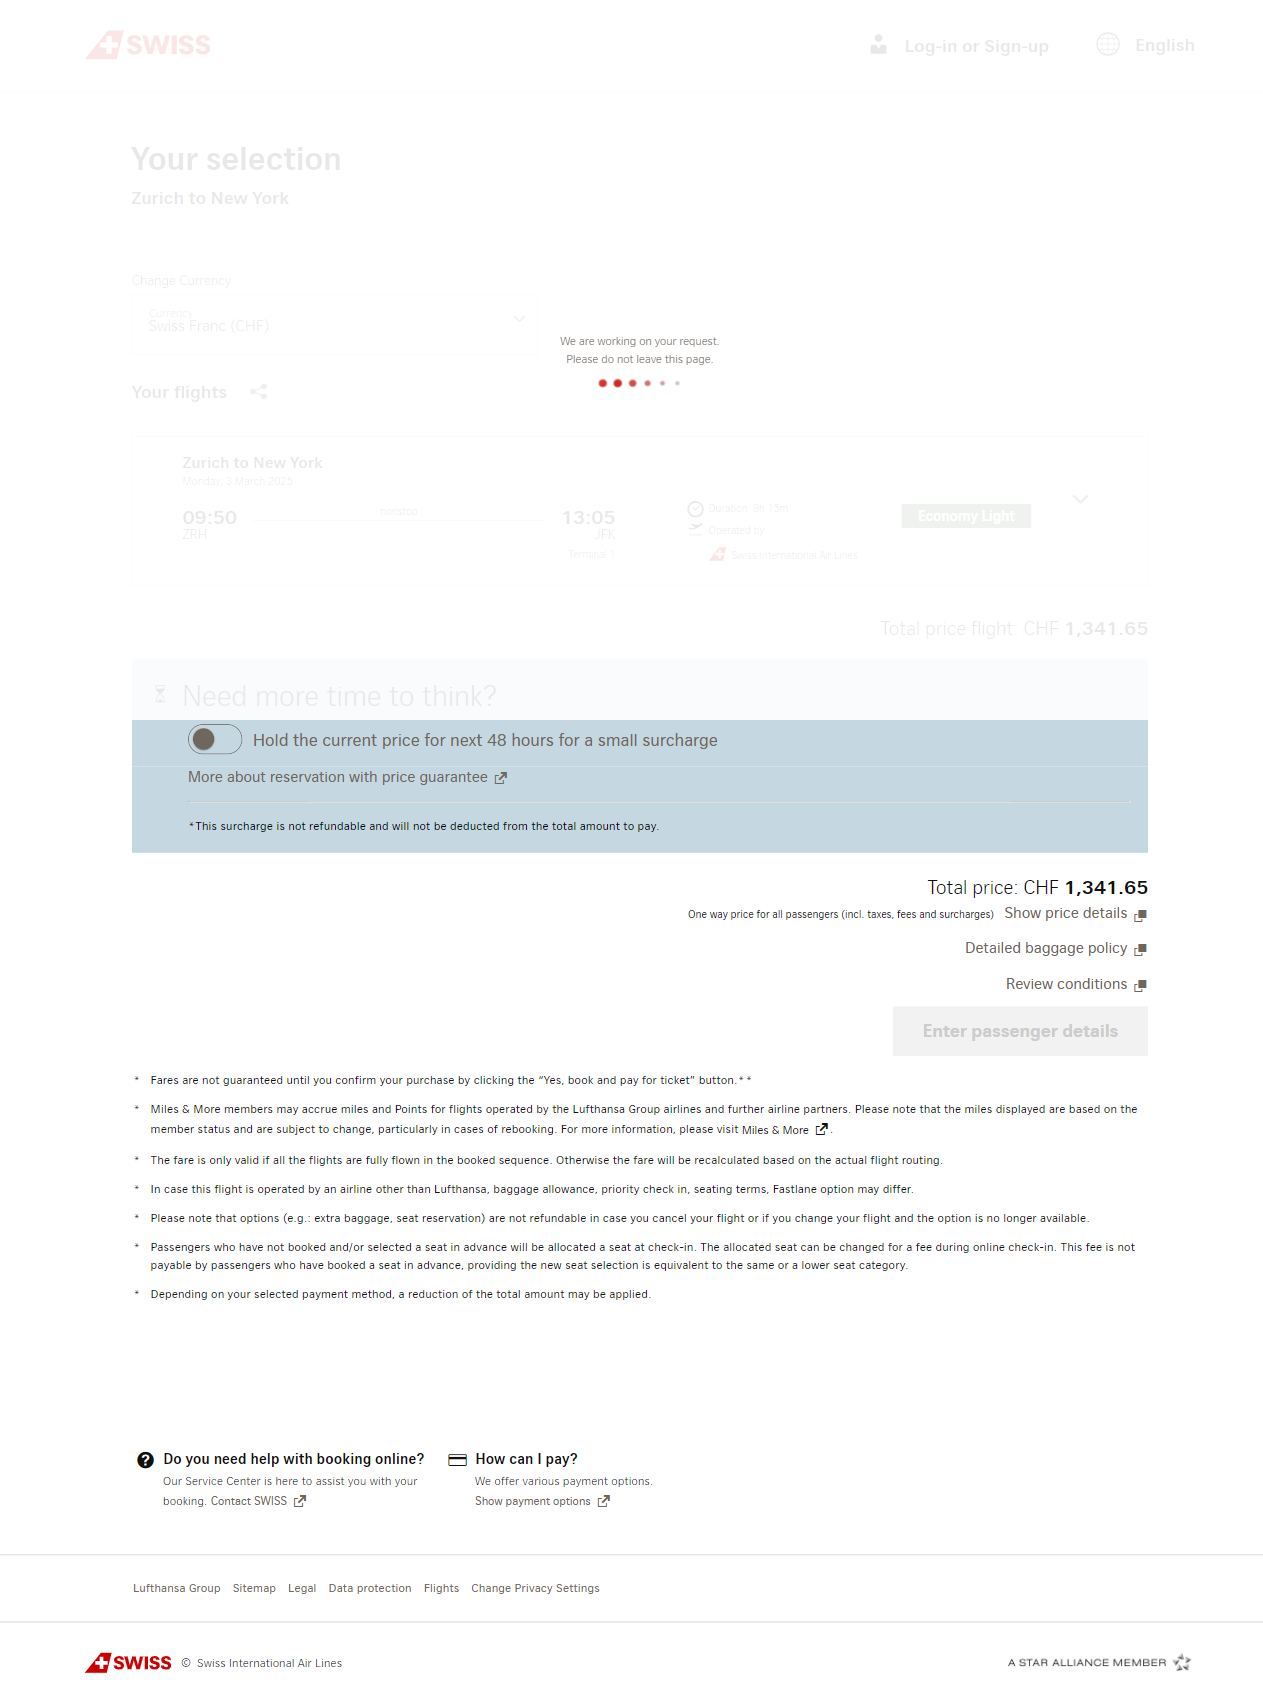 SWISS
Log-in or Sign-up
English
Your selection
Zurich to New York
Change Currency
Currency
Swiss Franc (CHF)
We are working on your request.
Please do not leave this page.
Your flights
Zurich to New York
Monday, 3 March 2025
09:50
nonstop
13:05
ZRH
JFK
Terminal 1
Duration: 9h 15m
Operated by:
Swiss International Air Lines
Economy Light
Total price flight: CHF 1,341.65
Need more time to think?
Hold the current price for next 48 hours for a small surcharge
More about reservation with price guarantee
*This surcharge is not refundable and will not be deducted from the total amount to pay.
Total price: CHF 1,341.65
One way price for all passengers (incl. taxes, fees and surcharges) Show price details
Detailed baggage policy
Review conditions
Enter passenger details
* Fares are not guaranteed until you confirm your purchase by clicking the “Yes, book and pay for ticket” button.**
* Miles & More members may accrue miles and Points for flights operated by the Lufthansa Group airlines and further airline partners. Please note that the miles displayed are based on the
member status and are subject to change, particularly in cases of rebooking. For more information, please visit Miles & More .
* The fare is only valid if all the flights are fully flown in the booked sequence. Otherwise the fare will be recalculated based on the actual flight routing.
* In case this flight is operated by an airline other than Lufthansa, baggage allowance, priority check in, seating terms, Fastlane option may differ.
* Please note that options (e.g.: extra baggage, seat reservation) are not refundable in case you cancel your flight or if you change your flight and the option is no longer available.
* Passengers who have not booked and/or selected a seat in advance will be allocated a seat at check-in. The allocated seat can be changed for a fee during online check-in. This fee is not
payable by passengers who have booked a seat in advance, providing the new seat selection is equivalent to the same or a lower seat category.
* Depending on your selected payment method, a reduction of the total amount may be applied.
Do you need help with booking online?
Our Service Center is here to assist you with your
booking. Contact SWISS
How can I pay?
We offer various payment options.
Show payment options
Lufthansa Group Sitemap Legal Data protection Flights Change Privacy Settings
SWISS © Swiss International Air Lines
A STAR ALLIANCE MEMBER